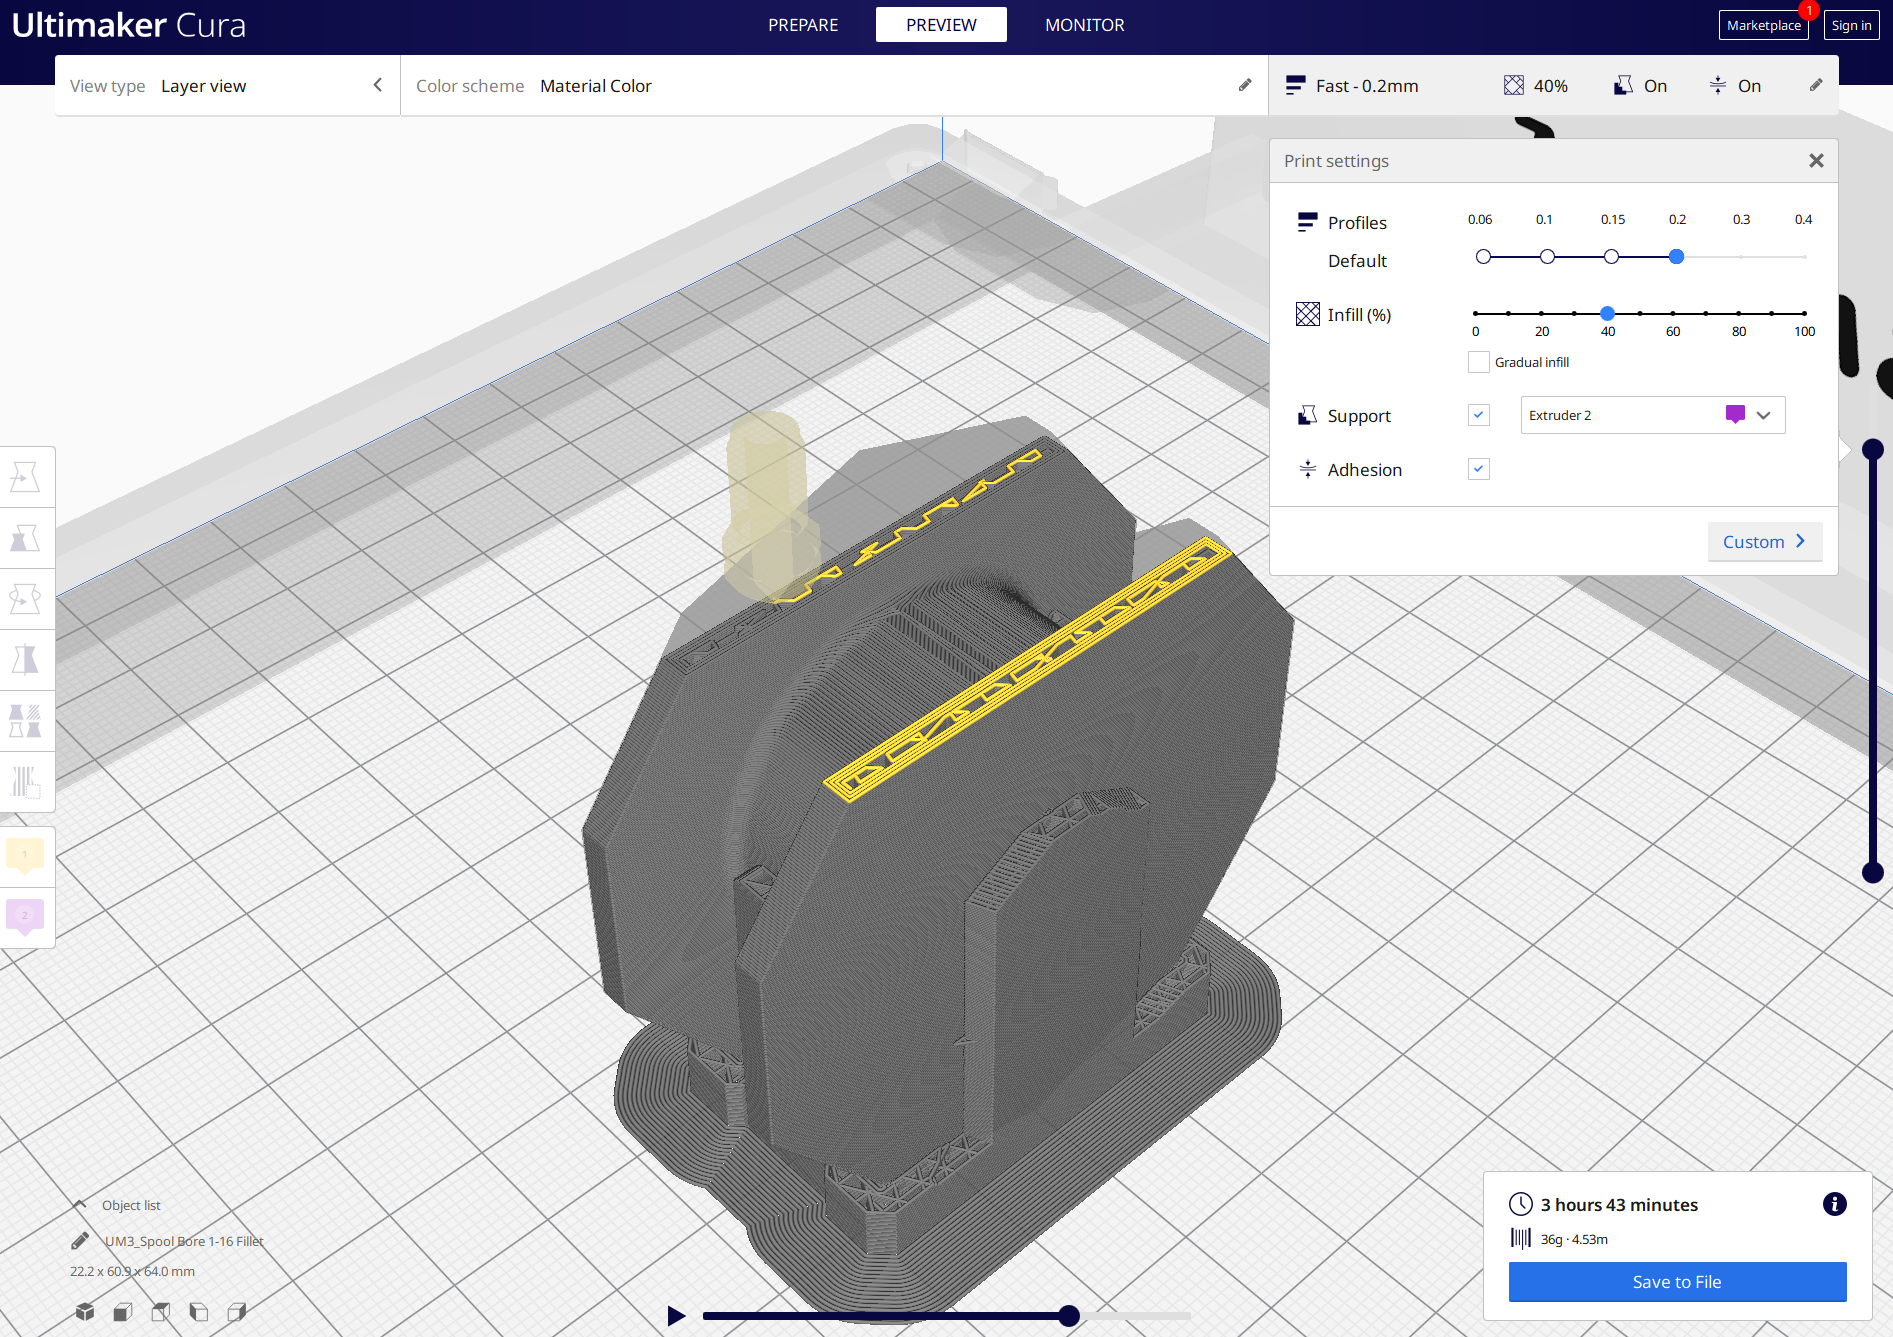 Ultimaker Cura
PREPARE
PREVIEW
MONITOR
Marketplace
1
Sign in
View type
Layer view
Color scheme
Material Color
Fast - 0.2mm
40%
On
On
Print settings
Profiles
0.06 0.1 0.15 0.2 0.3 0.4
Default
Infill (%)
0 20 40 60 80 100
Gradual infill
Support
Extruder 2
Adhesion
Custom
1
2
Object list
UM3_Spool Bore 1-16 Fillet
22.2 x 60.9 x 64.0 mm
3 hours 43 minutes
36g · 4.53m
Save to File